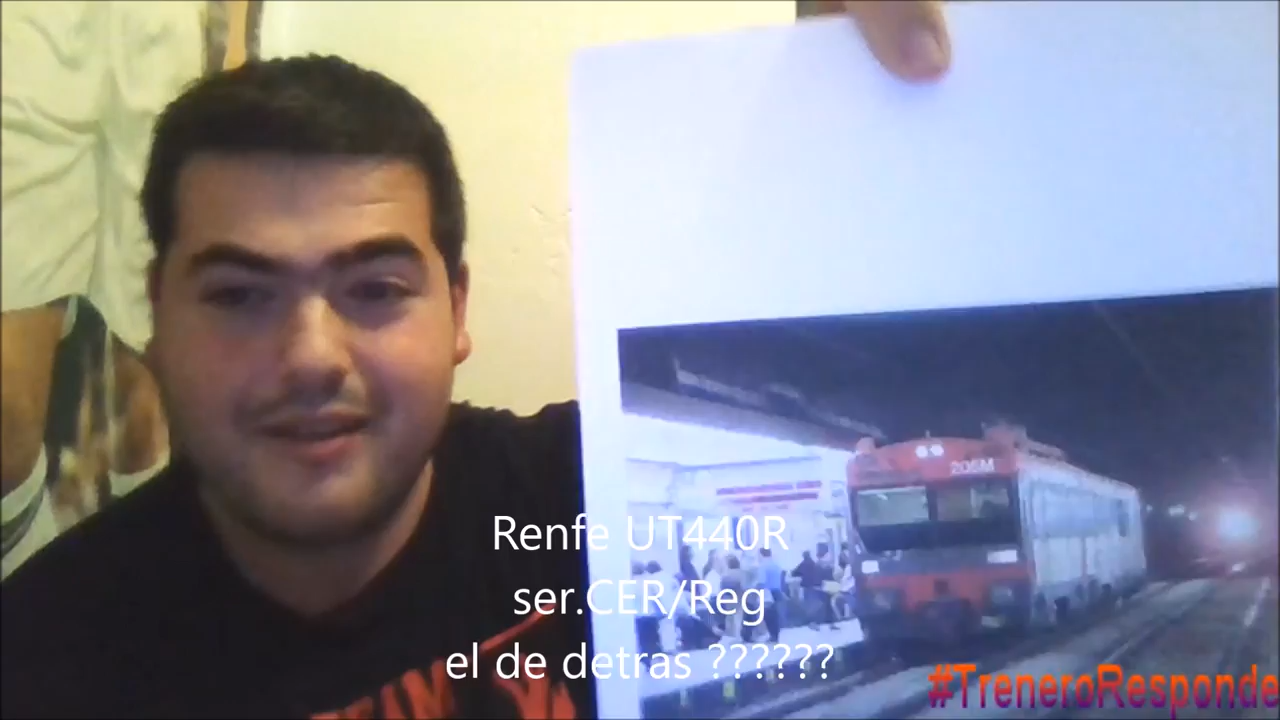 205M
Renfe UT440R
ser.CER/Reg
el de detras ??????
#TreneroResponde